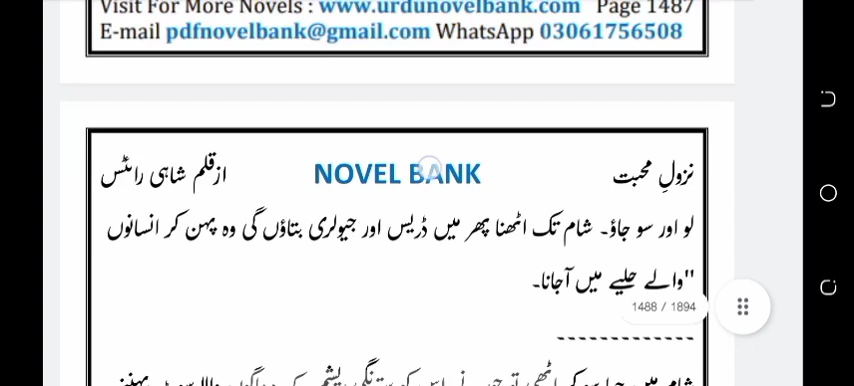 Visit For More Novels : www.urdunovelbank.com Page 1487
E-mail pdfnovelbank@gmail.com WhatsApp 03061756508
نزولِ محبت NOVEL BANK ازقلم شاہی رائٹس
لو اور سو جاؤ۔ شام تک اٹھنا پھر میں ڈریس اور جیولری بتاؤں گی وہ پہن کر انسانوں
"والے حلیے میں آجانا۔
1488 / 1894
--------------